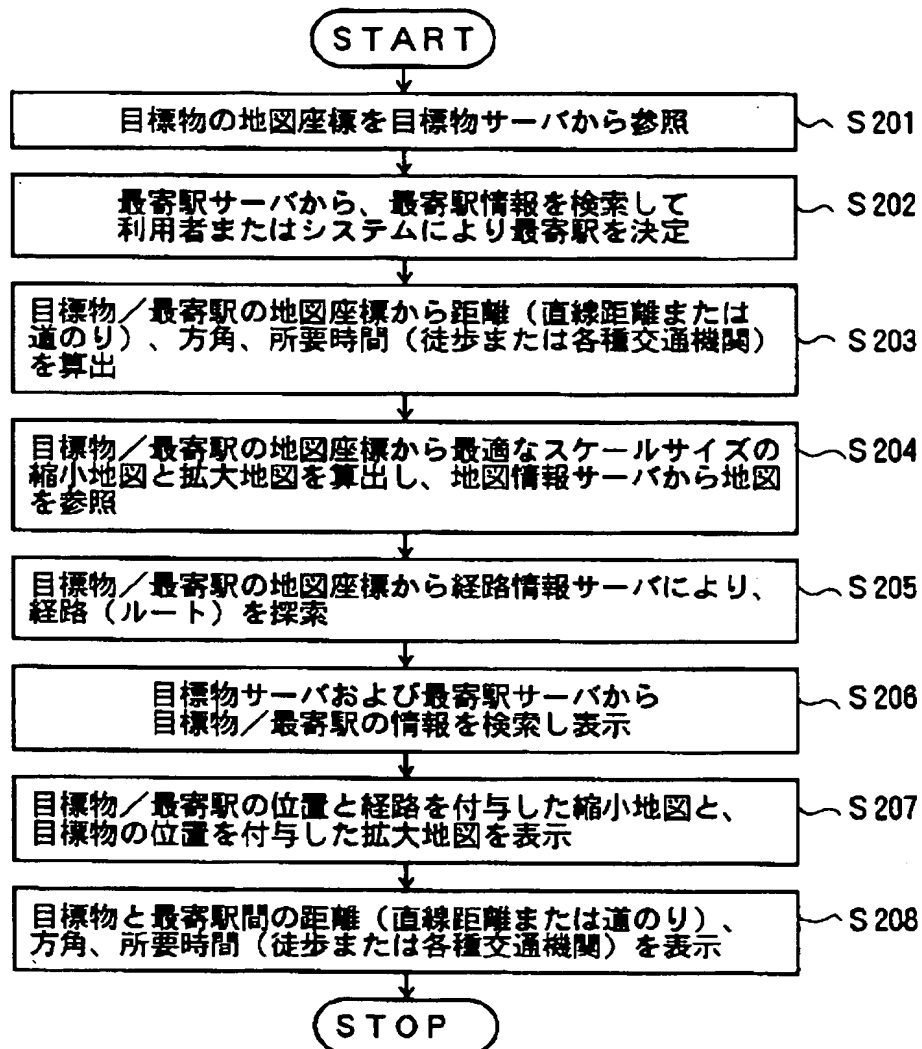 START
目標物の地図座標を目標物サーバから参照
S201
最寄駅サーバから、最寄駅情報を検索して
利用者またはシステムにより最寄駅を決定
S202
目標物／最寄駅の地図座標から距離（直線距離または
道のり）、方角、所要時間（徒歩または各種交通機関）
を算出
S203
目標物／最寄駅の地図座標から最適なスケールサイズの
縮小地図と拡大地図を算出し、地図情報サーバから地図
を参照
S204
目標物／最寄駅の地図座標から経路情報サーバにより、
経路（ルート）を探索
S205
目標物サーバおよび最寄駅サーバから
目標物／最寄駅の情報を検索し表示
S206
目標物／最寄駅の位置と経路を付与した縮小地図と、
目標物の位置を付与した拡大地図を表示
S207
目標物と最寄駅間の距離（直線距離または道のり）、
方角、所要時間（徒歩または各種交通機関）を表示
S208
STOP